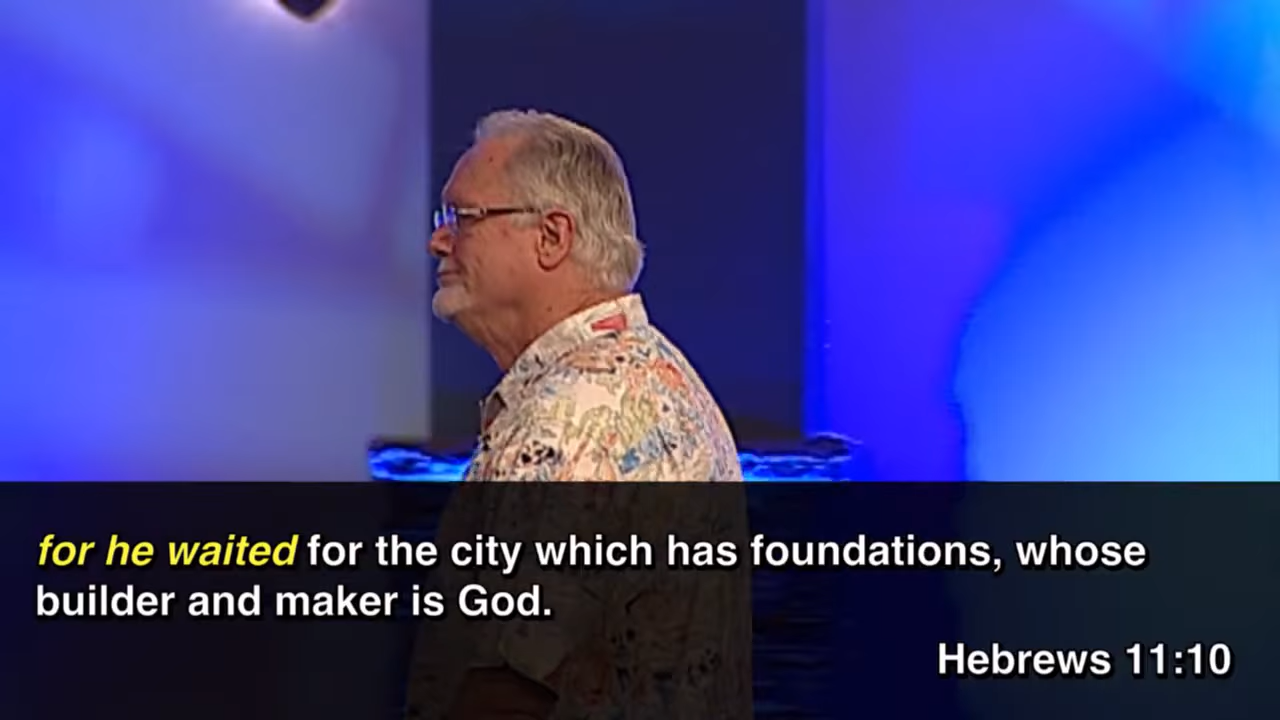 for he waited for the city which has foundations, whose
builder and maker is God.
Hebrews 11:10